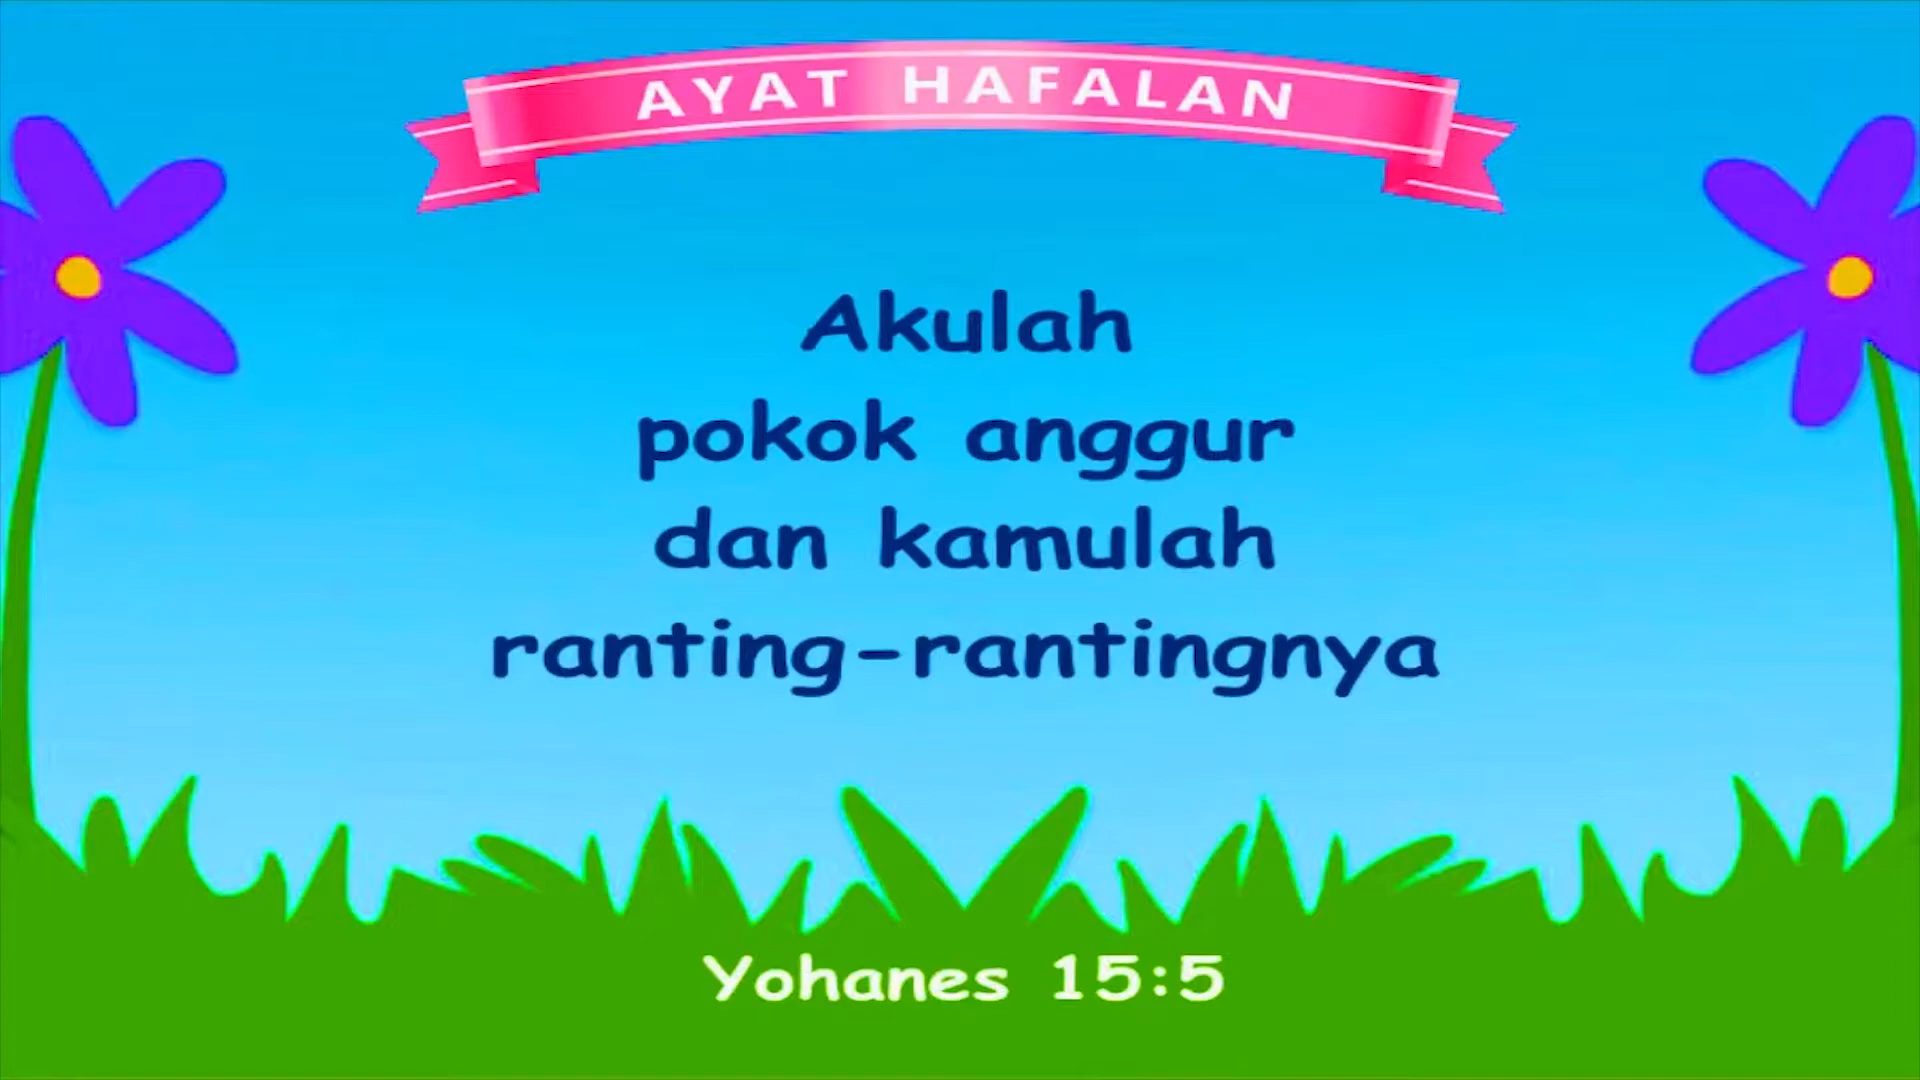 AYAT HAFALAN
Akulah
pokok anggur
dan kamulah
ranting-rantingnya
Yohanes 15:5